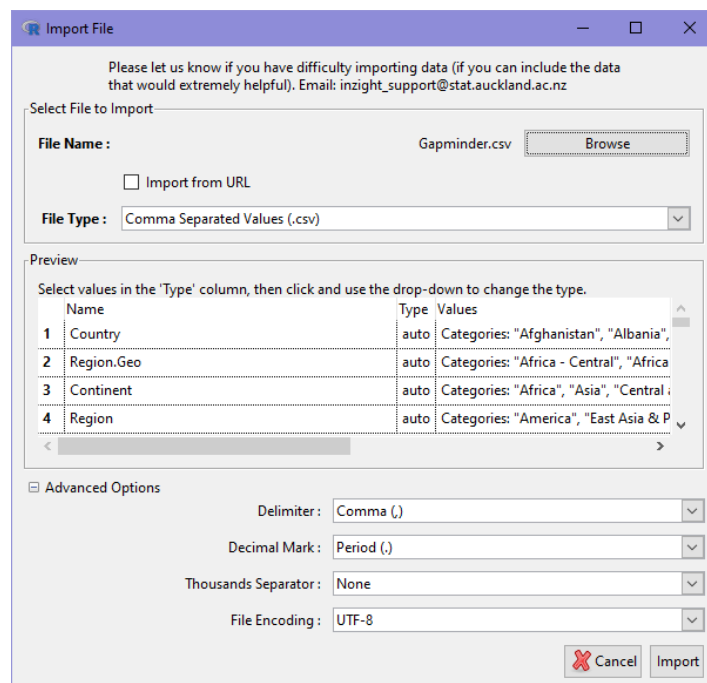 Import File
Please let us know if you have difficulty importing data (if you can include the data
that would extremely helpful). Email: inzight_support@stat.auckland.ac.nz
Select File to Import
File Name : Gapminder.csv Browse
Import from URL
File Type : Comma Separated Values (.csv)
Preview
Select values in the 'Type' column, then click and use the drop-down to change the type.
Name Type Values
1 Country auto Categories: "Afghanistan", "Albania",
2 Region.Geo auto Categories: "Africa - Central", "Africa
3 Continent auto Categories: "Africa", "Asia", "Central
4 Region auto Categories: "America", "East Asia & P
Advanced Options
Delimiter : Comma (,)
Decimal Mark : Period (.)
Thousands Separator : None
File Encoding : UTF-8
Cancel Import